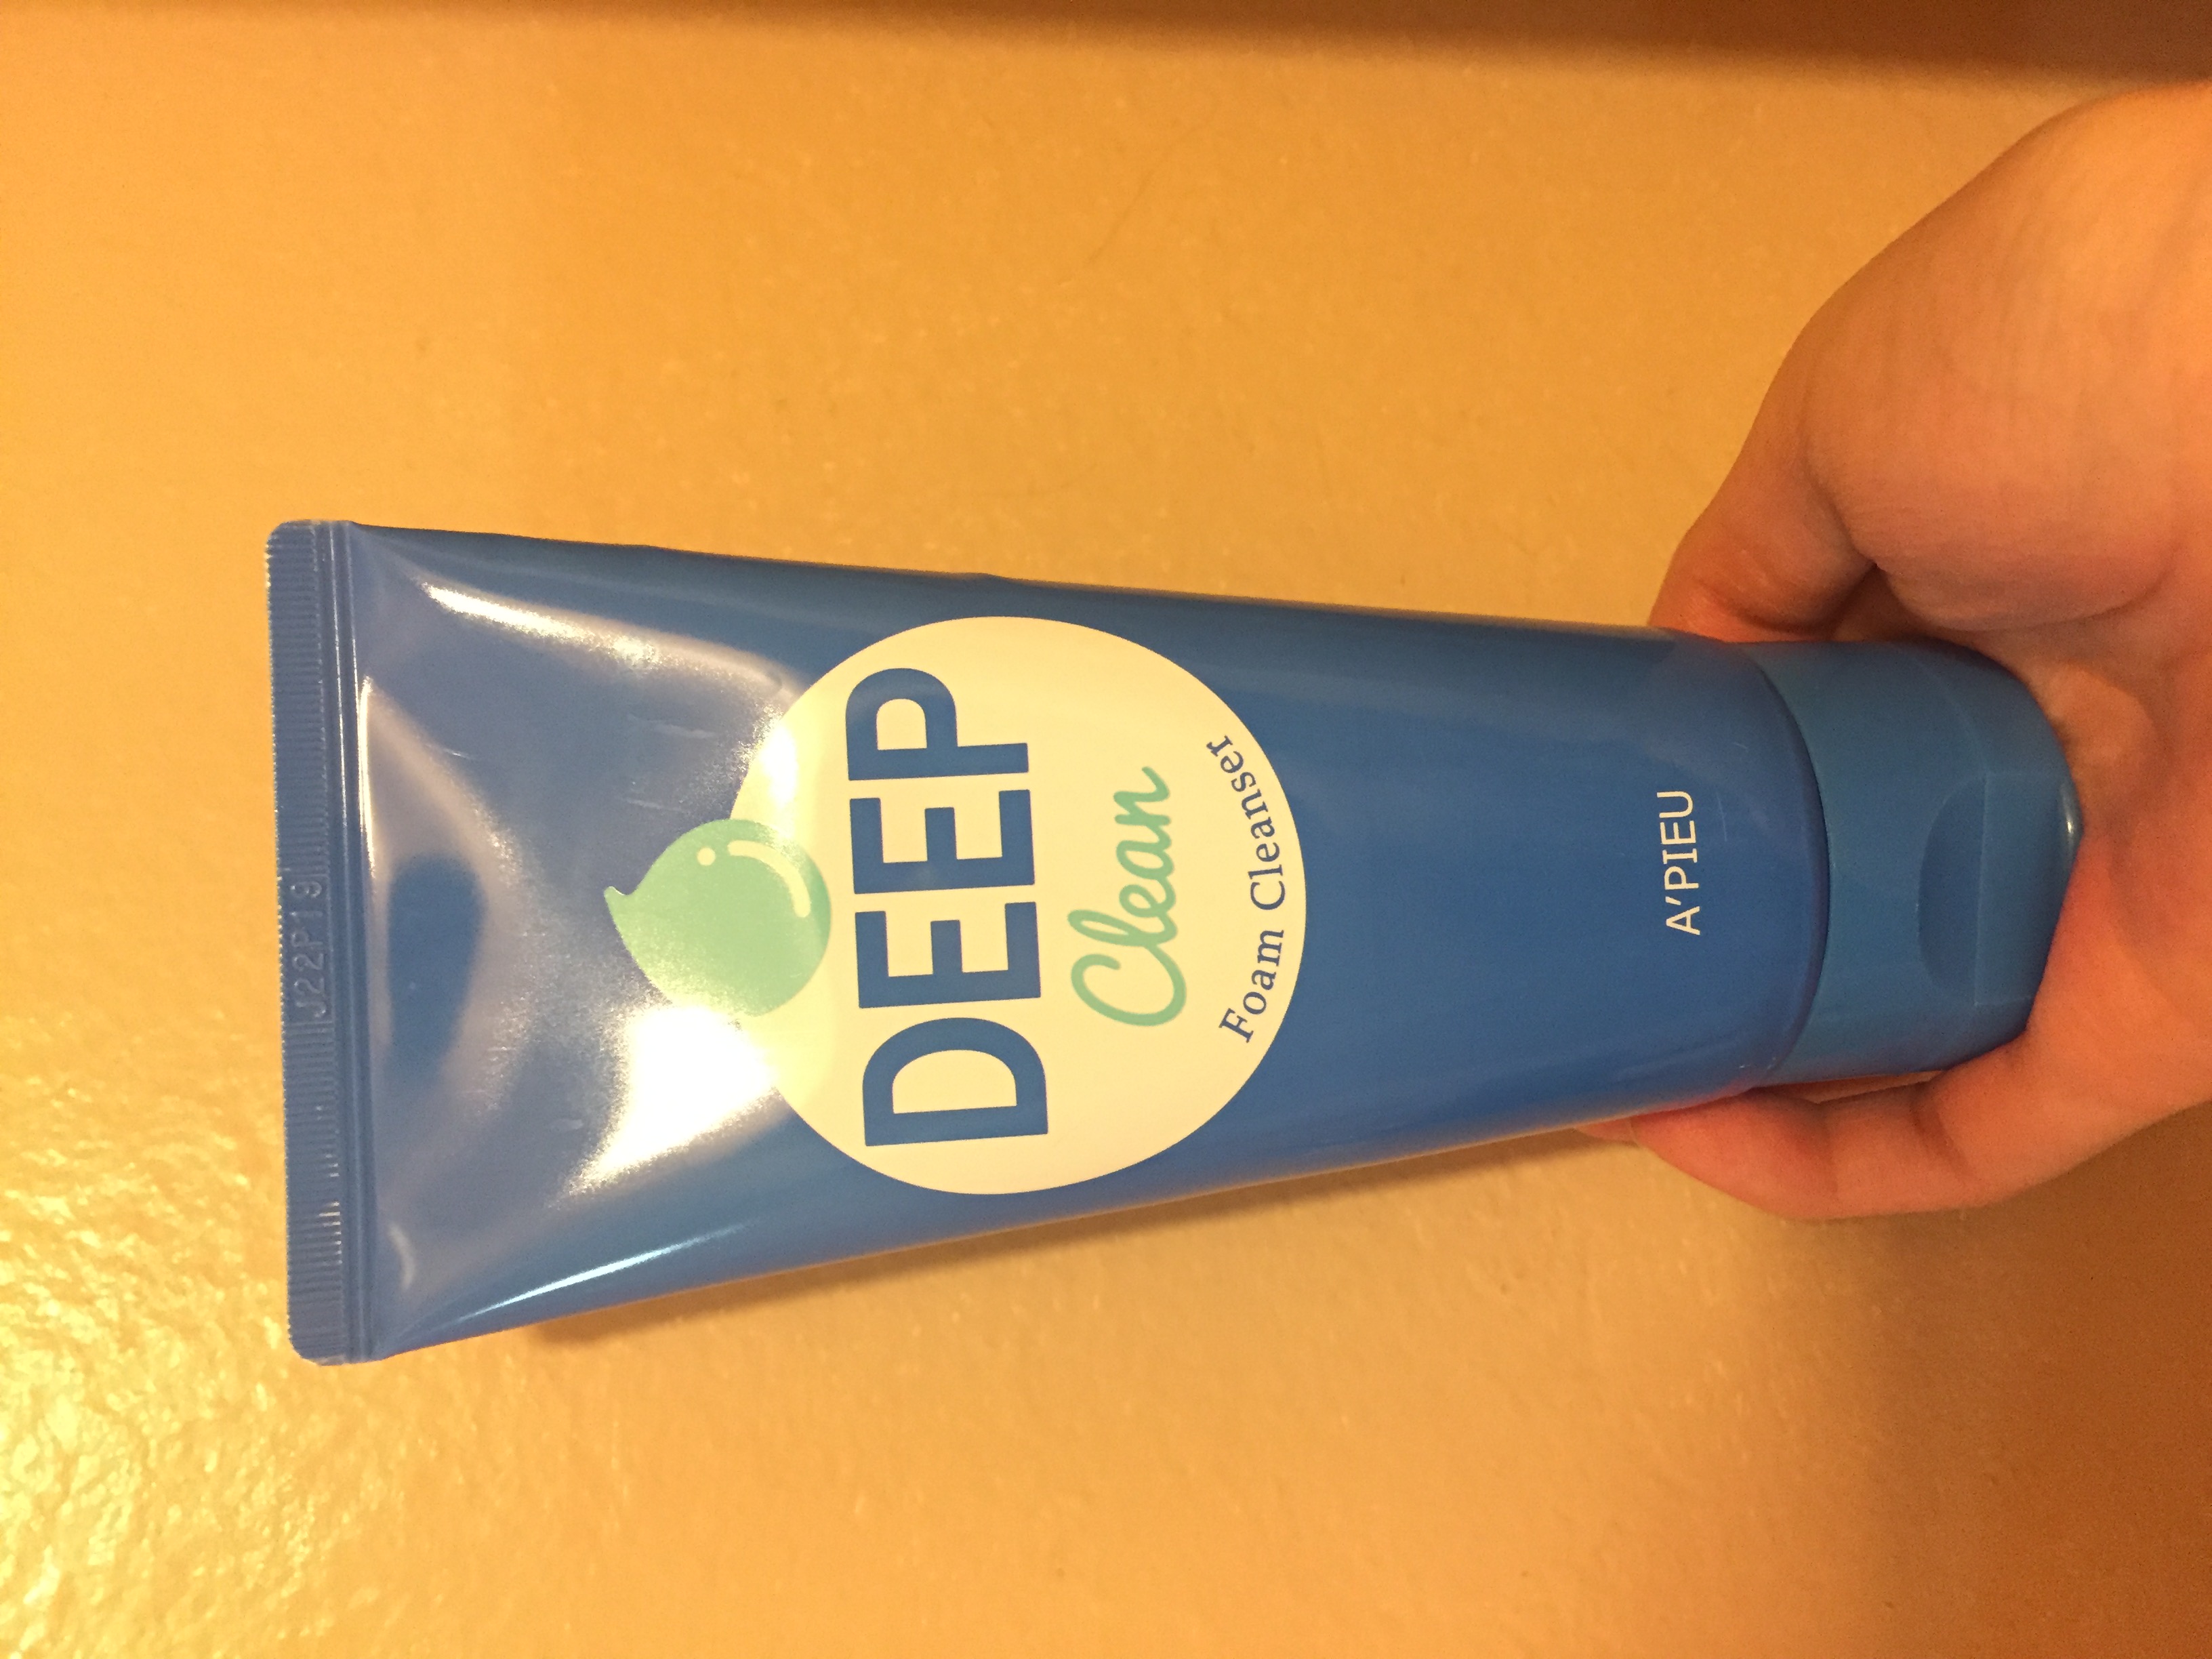 J22P19
DEEP
Clean
Foam Cleanser
A'PIEU